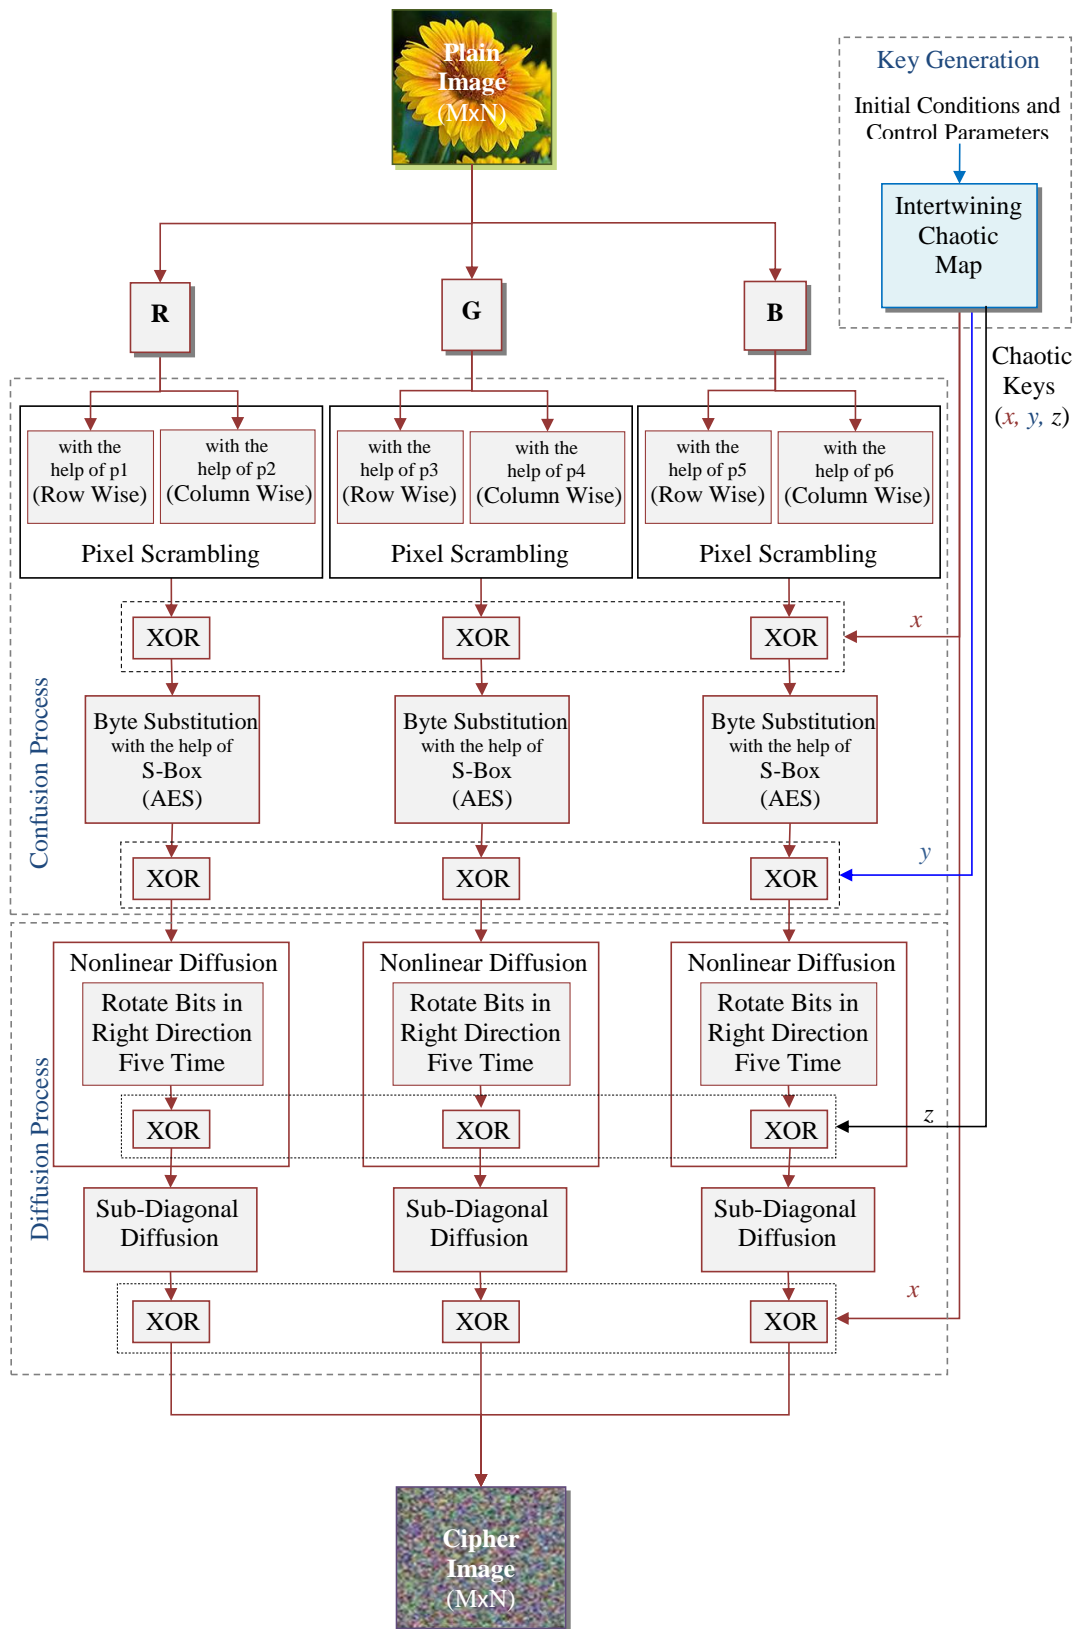 Plain
Image
(MxN)
Key Generation
Initial Conditions and
Control Parameters
Intertwining
Chaotic
Map
R
G
B
Chaotic
Keys
(x, y, z)
with the
help of p1
(Row Wise)
with the
help of p2
(Column Wise)
Pixel Scrambling
with the
help of p3
(Row Wise)
with the
help of p4
(Column Wise)
Pixel Scrambling
with the
help of p5
(Row Wise)
with the
help of p6
(Column Wise)
Pixel Scrambling
Confusion Process
XOR
XOR
XOR
x
Byte Substitution
with the help of
S-Box
(AES)
Byte Substitution
with the help of
S-Box
(AES)
Byte Substitution
with the help of
S-Box
(AES)
XOR
XOR
XOR
y
Diffusion Process
Nonlinear Diffusion
Rotate Bits in
Right Direction
Five Time
Nonlinear Diffusion
Rotate Bits in
Right Direction
Five Time
Nonlinear Diffusion
Rotate Bits in
Right Direction
Five Time
XOR
XOR
XOR
z
Sub-Diagonal
Diffusion
Sub-Diagonal
Diffusion
Sub-Diagonal
Diffusion
XOR
XOR
XOR
x
Cipher
Image
(MxN)